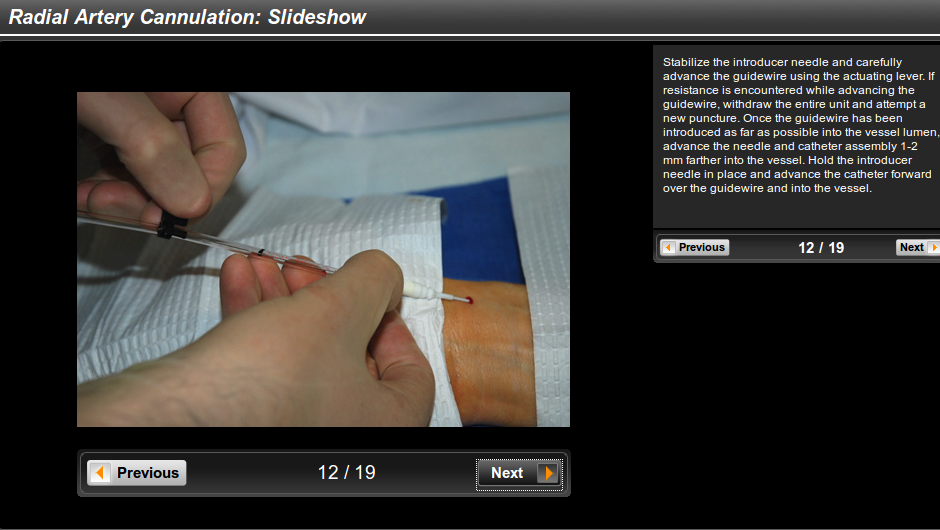 Radial Artery Cannulation: Slideshow
Stabilize the introducer needle and carefully
advance the guidewire using the actuating lever. If
resistance is encountered while advancing the
guidewire, withdraw the entire unit and attempt a
new puncture. Once the guidewire has been
introduced as far as possible into the vessel lumen,
advance the needle and catheter assembly 1-2
mm farther into the vessel. Hold the introducer
needle in place and advance the catheter forward
over the guidewire and into the vessel.
Previous 12 / 19 Next
Previous 12 / 19 Next